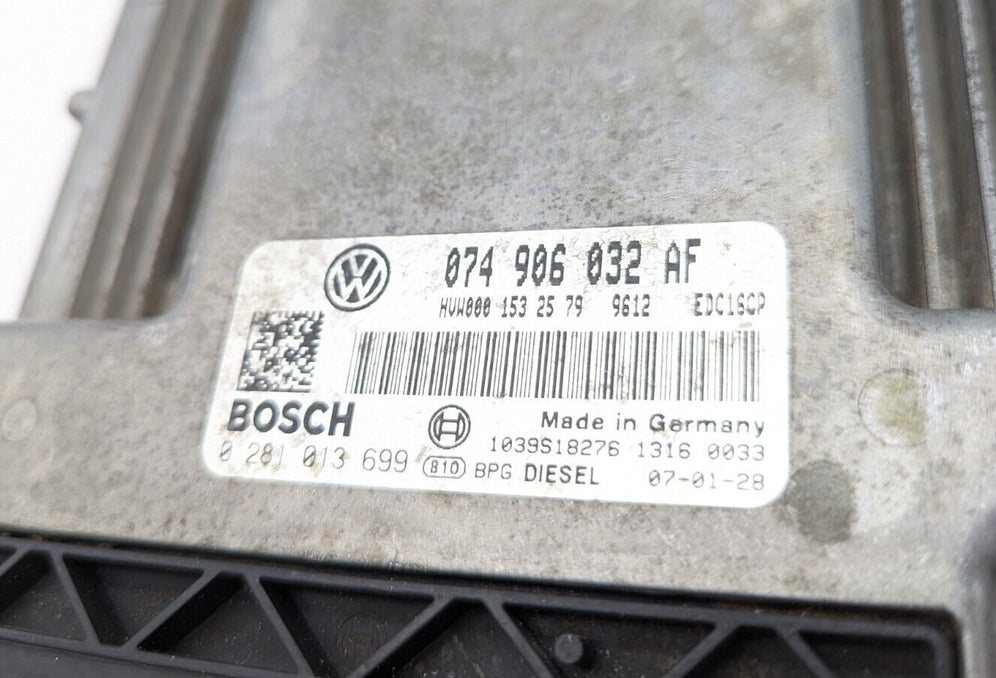 VW
074 906 032 AF
HVW000 153 25 79 9612 EDC16CP
BOSCH
Made in Germany
1039S18276 1316 0033
0 281 013 699 810 BPG DIESEL 07-01-28